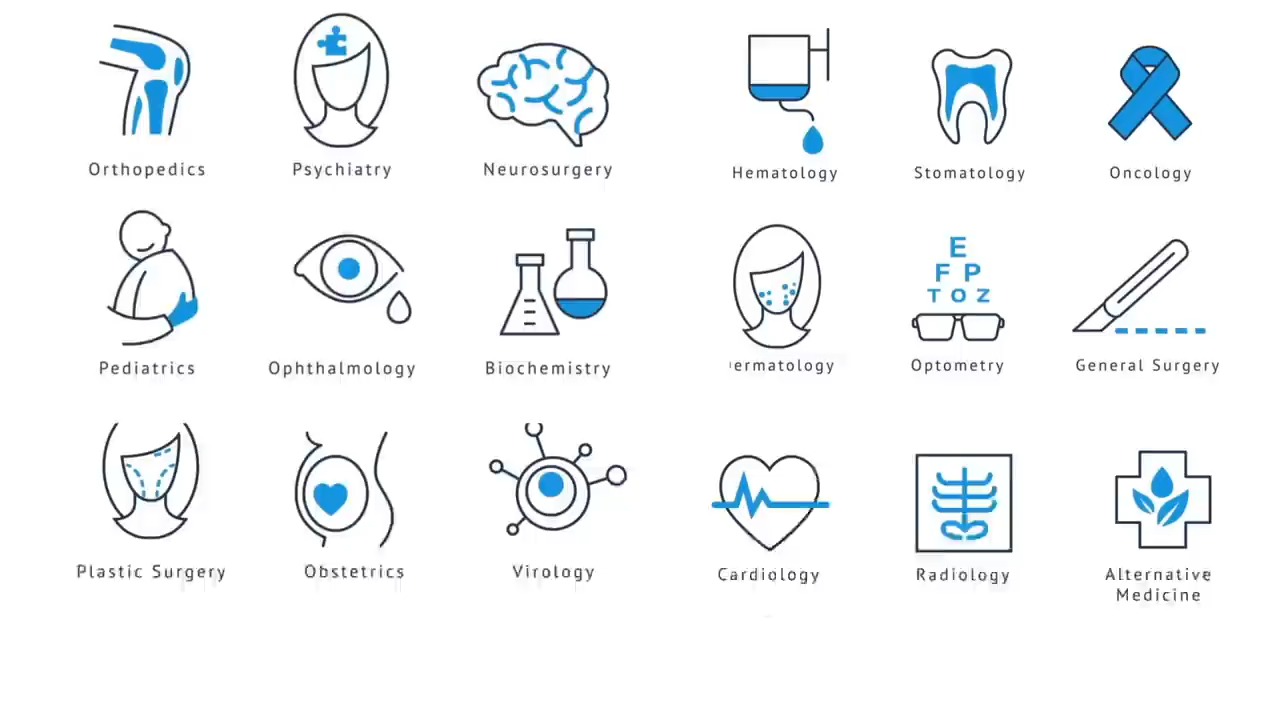 Orthopedics
Psychiatry
Neurosurgery
Hematology
Stomatology
Oncology
E
F P
T O Z
Pediatrics
Ophthalmology
Biochemistry
ermatology
Optometry
General Surgery
Plastic Surgery
Obstetrics
Virology
Cardiology
Radiology
Alternative
Medicine